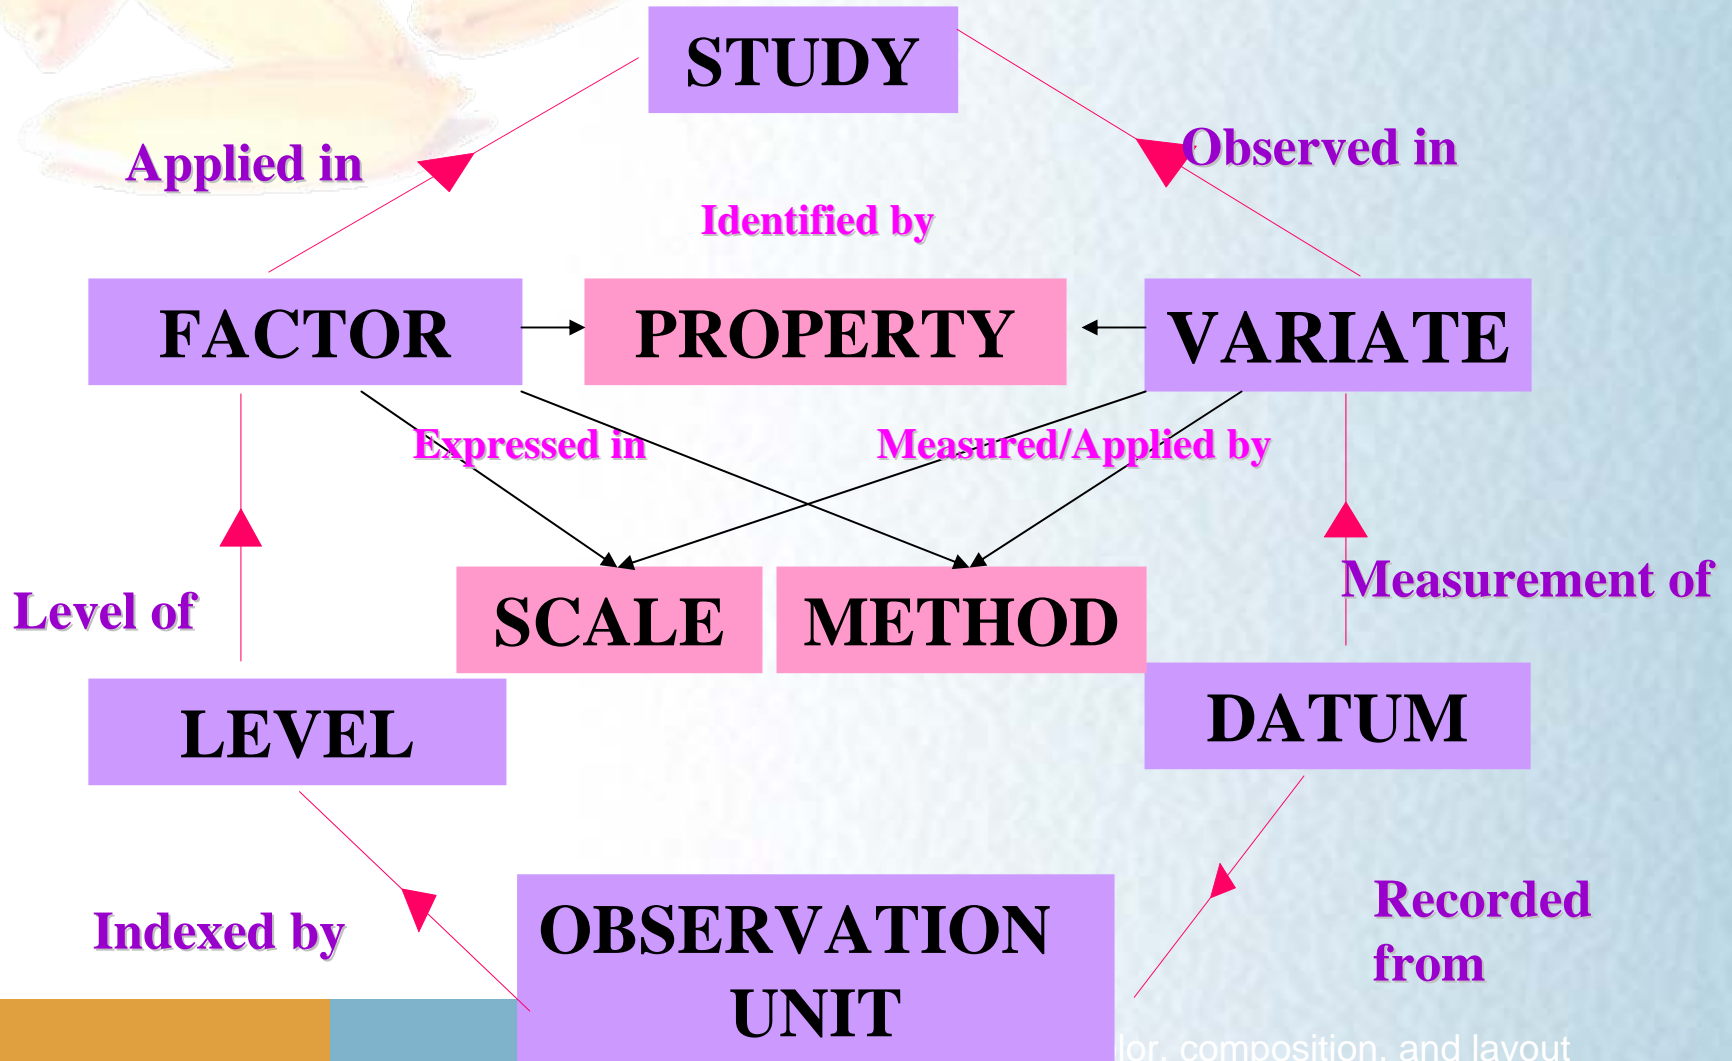 STUDY
Applied in
Observed in
Identified by
FACTOR
PROPERTY
VARIATE
Expressed in
Measured/Applied by
Level of
SCALE
METHOD
Measurement of
LEVEL
DATUM
Indexed by
OBSERVATION
UNIT
Recorded
from
composition, and layout